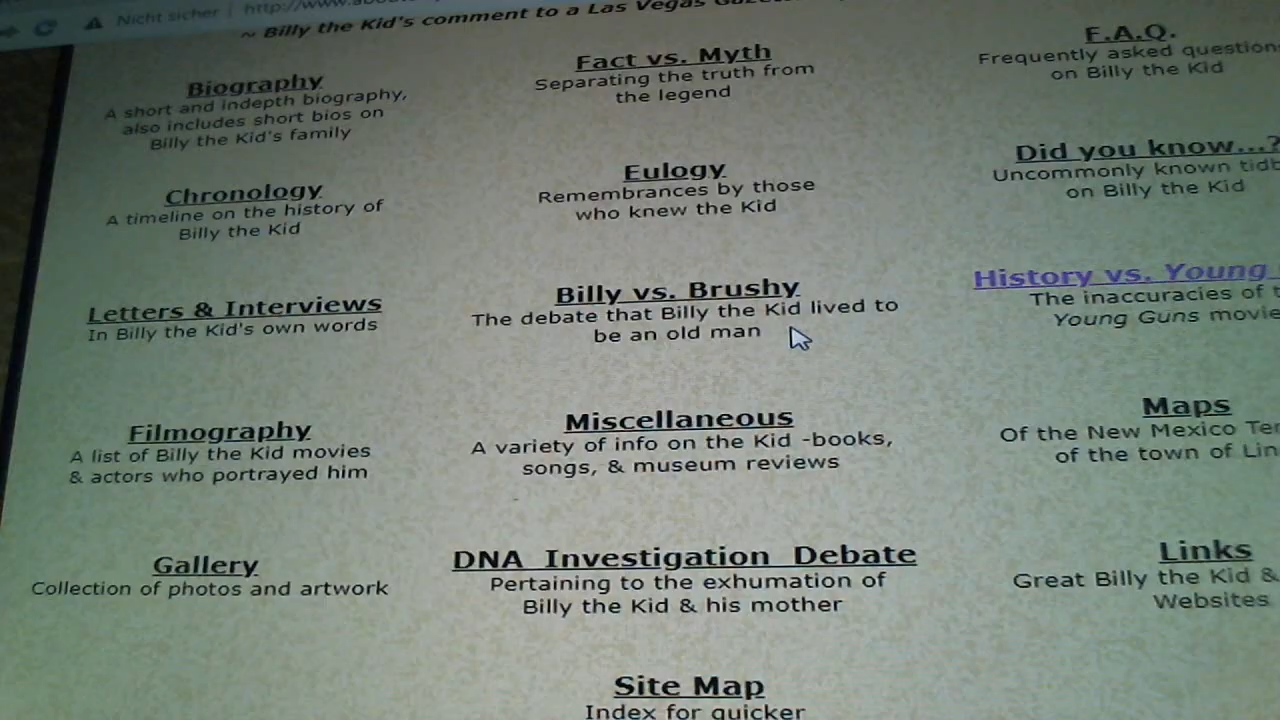 Nicht sicher | http://www.
~ Billy the Kid's comment to a Las Vegas
Biography
A short and indepth biography,
also includes short bios on
Billy the Kid's family
Fact vs. Myth
Separating the truth from
the legend
F.A.Q.
Frequently asked question
on Billy the Kid
Chronology
A timeline on the history of
Billy the Kid
Eulogy
Remembrances by those
who knew the Kid
Did you know...?
Uncommonly known
on Billy the Kid
Letters & Interviews
In Billy the Kid's own words
Billy vs. Brushy
The debate that Billy the Kid lived to
be an old man
History vs. Young
The inaccuracies of
Young Guns movie
Filmography
A list of Billy the Kid movies
& actors who portrayed him
Miscellaneous
A variety of info on the Kid -books,
songs, & museum reviews
Maps
Of the New Mexico
of the town of
Gallery
Collection of photos and artwork
DNA Investigation Debate
Pertaining to the exhumation of
Billy the Kid & his mother
Links
Great Billy the Kid &
Websites
Site Map
Index for quicker